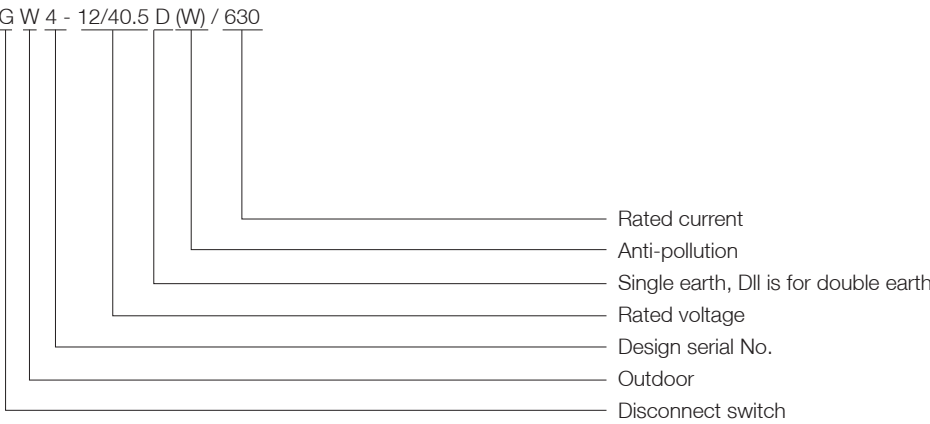 G W 4 - 12/40.5 D (W) / 630
Rated current
Anti-pollution
Single earth, DII is for double earth
Rated voltage
Design serial No.
Outdoor
Disconnect switch